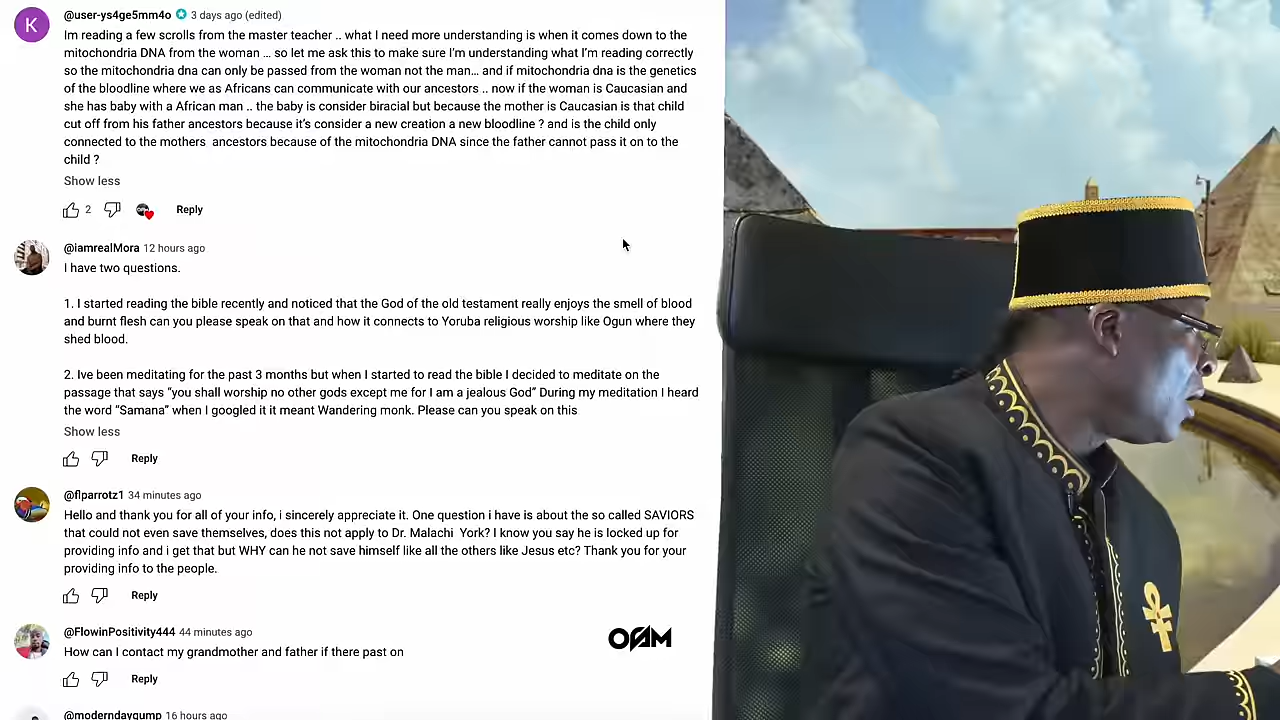 K
@user-ys4ge5mm4o 3 days ago (edited)
Im reading a few scrolls from the master teacher .. what I need more understanding is when it comes down to the
mitochondria DNA from the woman ... so let me ask this to make sure I'm understanding what I'm reading correctly
so the mitochondria dna can only be passed from the woman not the man... and if mitochondria dna is the genetics
of the bloodline where we as Africans can communicate with our ancestors .. now if the woman is Caucasian and
she has baby with a African man .. the baby is consider biracial but because the mother is Caucasian is that child
cut off from his father ancestors because it's consider a new creation a new bloodline ? and is the child only
connected to the mothers ancestors because of the mitochondria DNA since the father cannot pass it on to the
child ?
Show less
2 Reply
@iamrealMora 12 hours ago
I have two questions.
1. I started reading the bible recently and noticed that the God of the old testament really enjoys the smell of blood
and burnt flesh can you please speak on that and how it connects to Yoruba religious worship like Ogun where they
shed blood.
2. Ive been meditating for the past 3 months but when I started to read the bible I decided to meditate on the
passage that says “you shall worship no other gods except me for I am a jealous God” During my meditation I heard
the word “Samana” when I googled it it meant Wandering monk. Please can you speak on this
Show less
Reply
@flparrotz1 34 minutes ago
Hello and thank you for all of your info, i sincerely appreciate it. One question i have is about the so called SAVIORS
that could not even save themselves, does this not apply to Dr. Malachi York? I know you say he is locked up for
providing info and i get that but WHY can he not save himself like all the others like Jesus etc? Thank you for your
providing info to the people.
Reply
@FlowinPositivity444 44 minutes ago
How can I contact my grandmother and father if there past on
Reply
@moderndaygump 16 hours ago